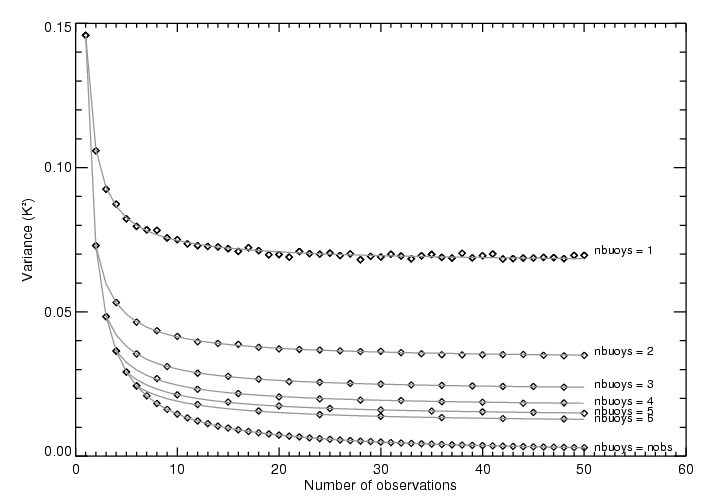 0.15
0.10
0.05
0.00
Variance (K²)
nbuoys = 1
nbuoys = 2
nbuoys = 3
nbuoys = 4
nbuoys = 5
nbuoys = 6
nbuoys = nobs
0 10 20 30 40 50 60
Number of observations